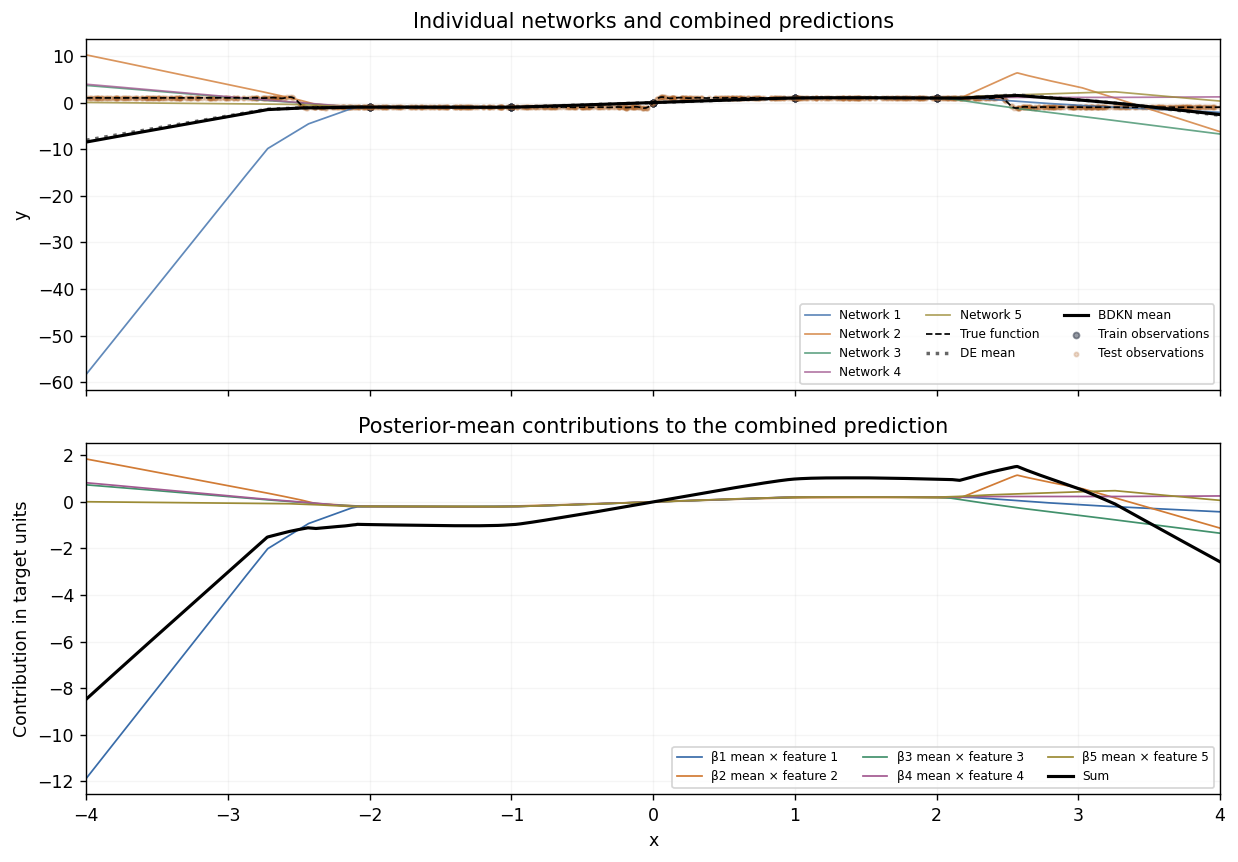 Individual networks and combined predictions
10
0
−10
−20
−30
−40
−50
−60
y
Network 1
Network 2
Network 3
Network 4
Network 5
True function
DE mean
BDKN mean
Train observations
Test observations
Posterior-mean contributions to the combined prediction
2
0
−2
−4
−6
−8
−10
−12
Contribution in target units
β1 mean × feature 1
β2 mean × feature 2
β3 mean × feature 3
β4 mean × feature 4
β5 mean × feature 5
Sum
−4 −3 −2 −1 0 1 2 3 4
x